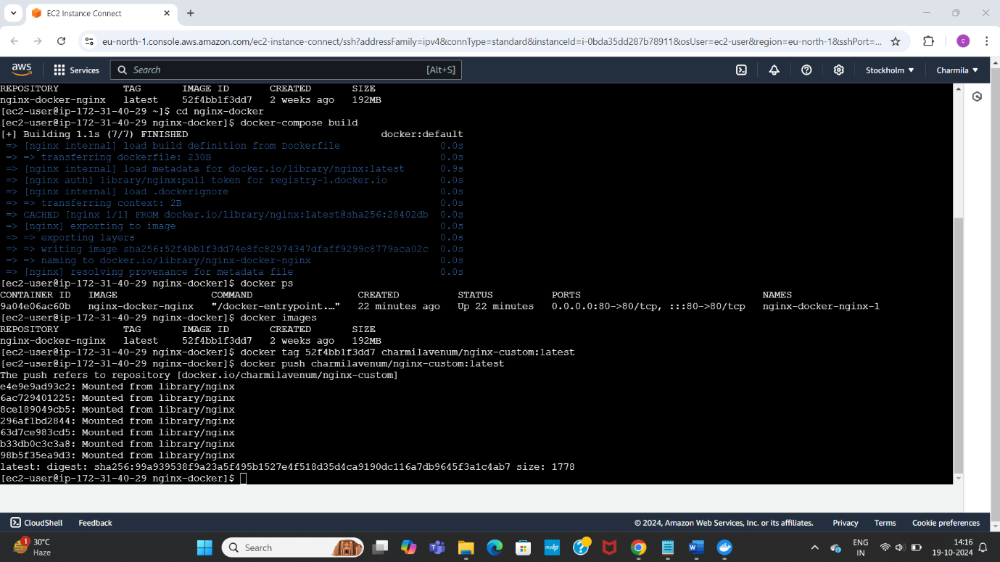 EC2 Instance Connect
eu-north-1.console.aws.amazon.com/ec2-instance-connect/ssh?addressFamily=ipv4&connType=standard&instanceId=i-0bda35dd287b78911&osUser=ec2-user&region=eu-north-1&sshPort=...
C
aws Services Search [Alt+S] Stockholm Charmila
REPOSITORY TAG IMAGE ID CREATED SIZE
nginx-docker-nginx latest 52f4bb1f3dd7 2 weeks ago 192MB
[ec2-user@ip-172-31-40-29 ~]$ cd nginx-docker
[ec2-user@ip-172-31-40-29 nginx-docker]$ docker-compose build
[+] Building 1.1s (7/7) FINISHED docker:default
=> [nginx internal] load build definition from Dockerfile 0.0s
=> => transferring dockerfile: 230B 0.0s
=> [nginx internal] load metadata for docker.io/library/nginx:latest 0.9s
=> [nginx auth] library/nginx:pull token for registry-1.docker.io 0.0s
=> [nginx internal] load .dockerignore 0.0s
=> => transferring context: 2B 0.0s
=> CACHED [nginx 1/1] FROM docker.io/library/nginx:latest@sha256:28402db 0.0s
=> [nginx] exporting to image 0.0s
=> => exporting layers 0.0s
=> => writing image sha256:52f4bb1f3dd74e8fc82974347dfaff9299c8779aca02c 0.0s
=> => naming to docker.io/library/nginx-docker-nginx 0.0s
=> [nginx] resolving provenance for metadata file 0.0s
[ec2-user@ip-172-31-40-29 nginx-docker]$ docker ps
CONTAINER ID IMAGE COMMAND CREATED STATUS PORTS NAMES
9a04e06ac60b nginx-docker-nginx "/docker-entrypoint.…" 22 minutes ago Up 22 minutes 0.0.0.0:80->80/tcp, :::80->80/tcp nginx-docker-nginx-1
[ec2-user@ip-172-31-40-29 nginx-docker]$ docker images
REPOSITORY TAG IMAGE ID CREATED SIZE
nginx-docker-nginx latest 52f4bb1f3dd7 2 weeks ago 192MB
[ec2-user@ip-172-31-40-29 nginx-docker]$ docker tag 52f4bb1f3dd7 charmilavenum/nginx-custom:latest
[ec2-user@ip-172-31-40-29 nginx-docker]$ docker push charmilavenum/nginx-custom:latest
The push refers to repository [docker.io/charmilavenum/nginx-custom]
e4e9e9ad93c2: Mounted from library/nginx
6ac729401225: Mounted from library/nginx
8ce189049cb5: Mounted from library/nginx
296af1bd2844: Mounted from library/nginx
63d7ce983cd5: Mounted from library/nginx
b33db0c3c3a8: Mounted from library/nginx
98b5f35ea9d3: Mounted from library/nginx
latest: digest: sha256:99a939538f9a23a5f495b1527e4f518d35d4ca9190dc116a7db9645f3a1c4ab7 size: 1778
[ec2-user@ip-172-31-40-29 nginx-docker]$
CloudShell Feedback © 2024, Amazon Web Services, Inc. or its affiliates. Privacy Terms Cookie preferences
1 30°C
Haze
Search
ENG
IN
14:16
19-10-2024